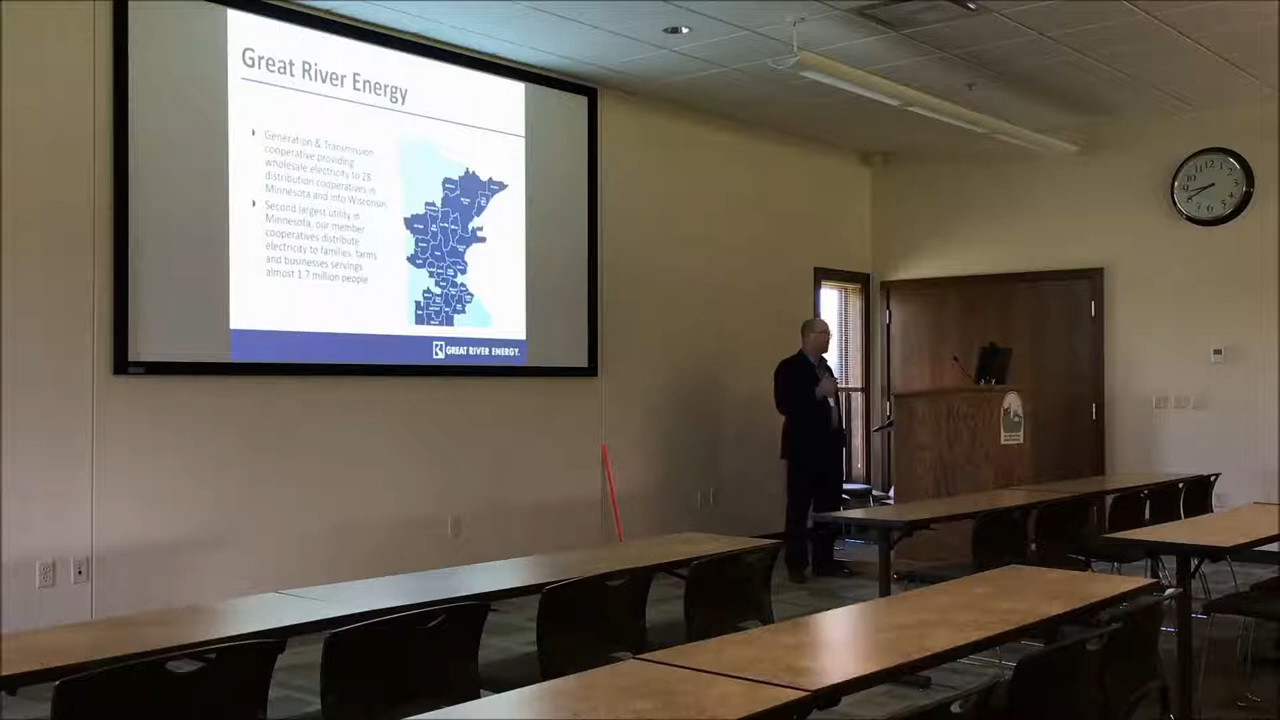 Great River Energy
Generation & Transmission
cooperative providing
wholesale electricity to 28
distribution cooperatives in
Minnesota and into Wisconsin.
Second largest utility in
Minnesota, our member
cooperatives distribute
electricity to families, farms
and businesses servings
almost 1.7 million people
GREAT RIVER ENERGY.